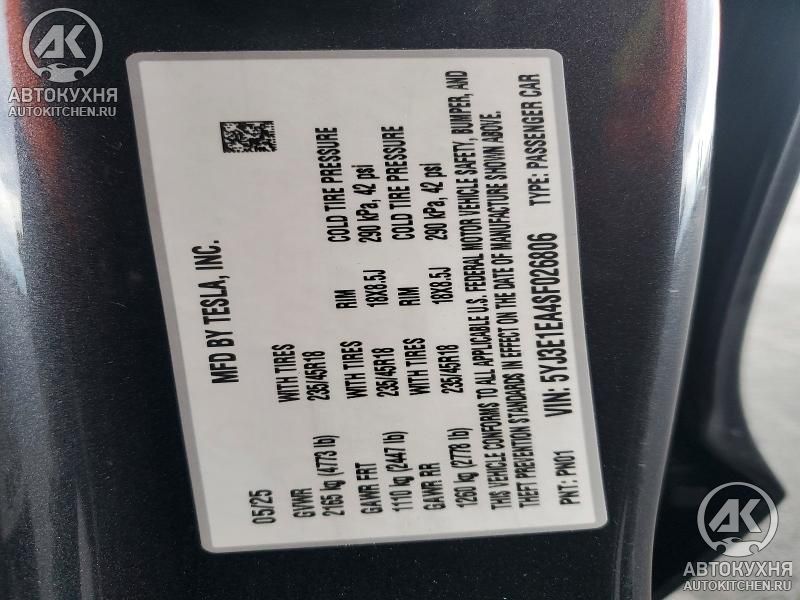 AK
АВТОКУХНЯ
AUTOKITCHEN.RU
MFD BY TESLA, INC.
05/25
GVWR WITH TIRES RIM COLD TIRE PRESSURE
2165 kg (4773 lb) 235/45R18 18X8.5J 290 kPa, 42 psi
GAWR FRT WITH TIRES RIM COLD TIRE PRESSURE
1110 kg (2447 lb) 235/45R18 18X8.5J 290 kPa, 42 psi
GAWR RR WITH TIRES
1260 kg (2778 lb) 235/45R18
THIS VEHICLE CONFORMS TO ALL APPLICABLE U.S. FEDERAL MOTOR VEHICLE SAFETY, BUMPER, AND
THEFT PREVENTION STANDARDS IN EFFECT ON THE DATE OF MANUFACTURE SHOWN ABOVE.
PNT: PN01 VIN: 5YJ3E1EA4SF026806 TYPE: PASSENGER CAR
AK
АВТОКУХНЯ
AUTOKITCHEN.RU